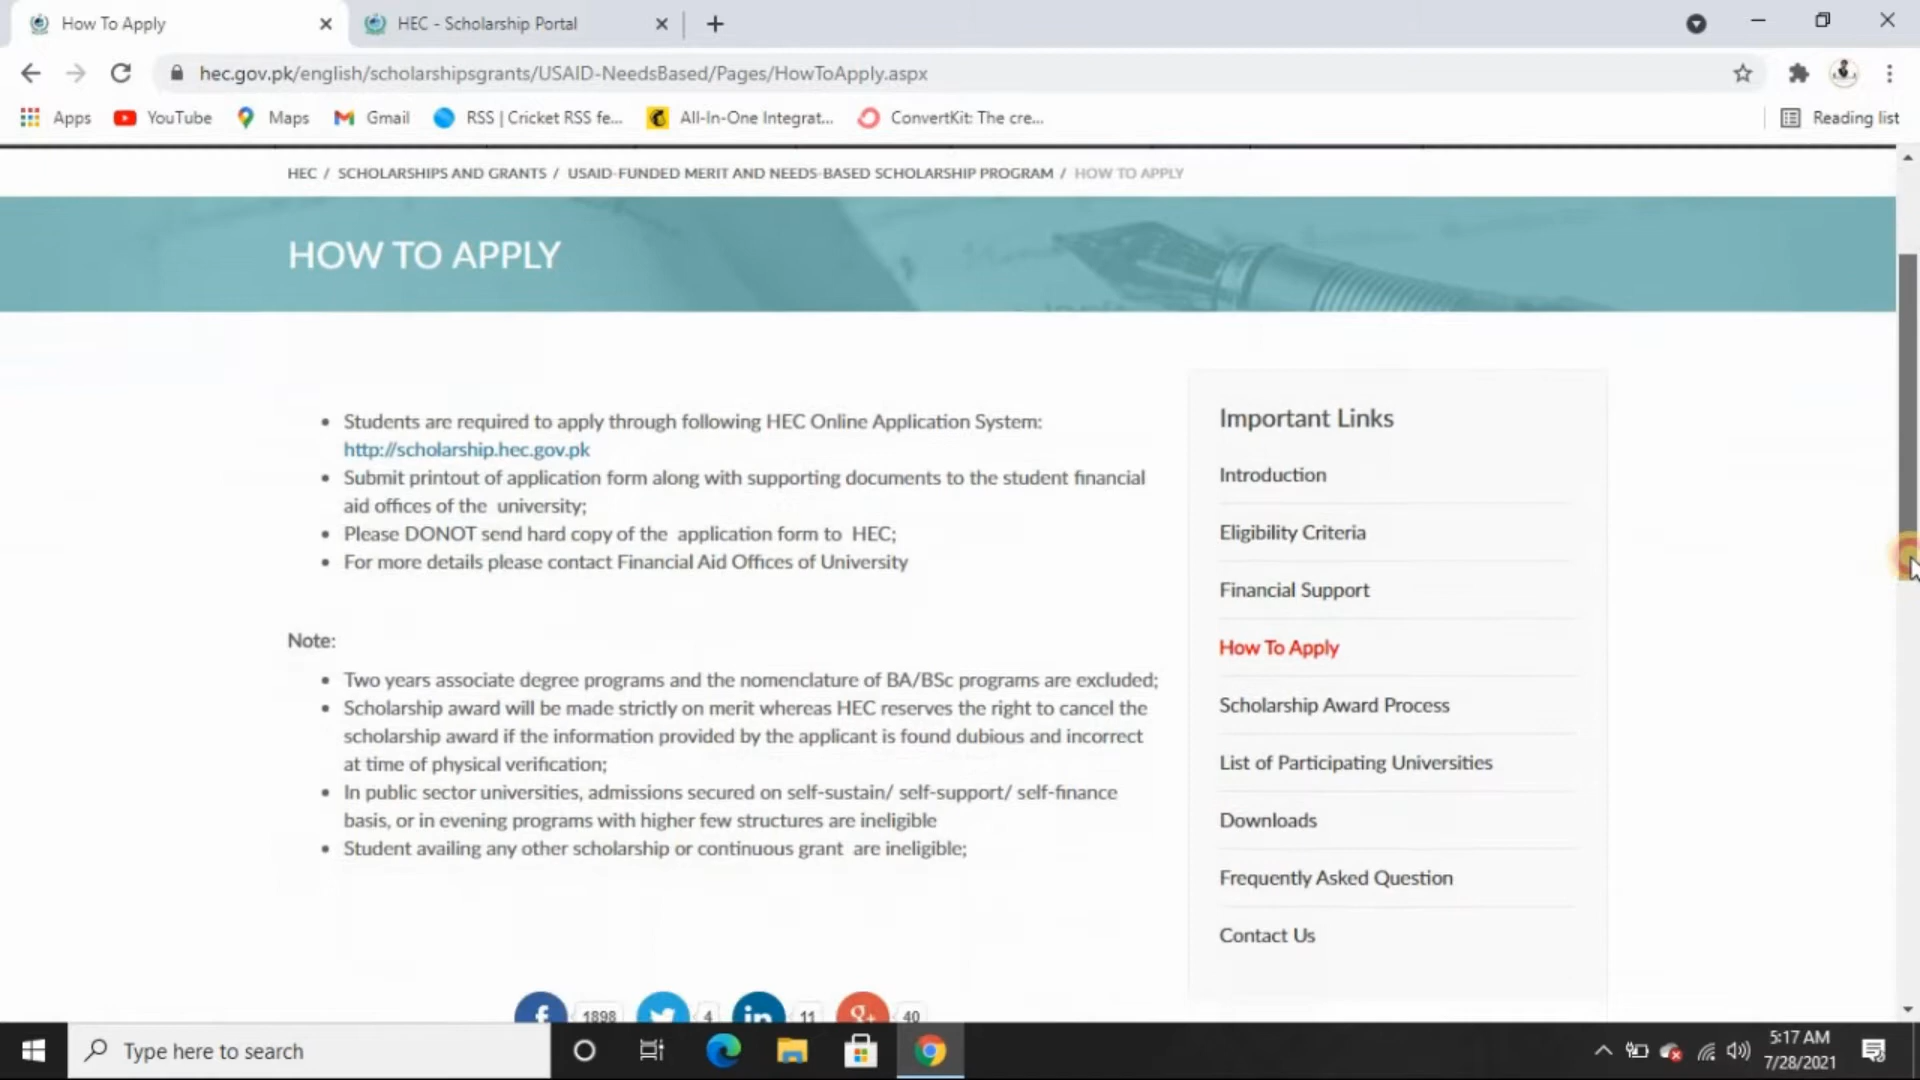 How To Apply
HEC - Scholarship Portal
hec.gov.pk/english/scholarshipsgrants/USAID-NeedsBased/Pages/HowToApply.aspx
Apps
YouTube
Maps
Gmail
RSS | Cricket RSS fe...
All-In-One Integrat...
ConvertKit: The cre...
Reading list
HEC / SCHOLARSHIPS AND GRANTS / USAID-FUNDED MERIT AND NEEDS-BASED SCHOLARSHIP PROGRAM / HOW TO APPLY
HOW TO APPLY
• Students are required to apply through following HEC Online Application System:
http://scholarship.hec.gov.pk
• Submit printout of application form along with supporting documents to the student financial
aid offices of the university;
• Please DONOT send hard copy of the application form to HEC;
• For more details please contact Financial Aid Offices of University
Note:
• Two years associate degree programs and the nomenclature of BA/BSc programs are excluded;
• Scholarship award will be made strictly on merit whereas HEC reserves the right to cancel the
scholarship award if the information provided by the applicant is found dubious and incorrect
at time of physical verification;
• In public sector universities, admissions secured on self-sustain/ self-support/ self-finance
basis, or in evening programs with higher few structures are ineligible
• Student availing any other scholarship or continuous grant are ineligible;
Important Links
Introduction
Eligibility Criteria
Financial Support
How To Apply
Scholarship Award Process
List of Participating Universities
Downloads
Frequently Asked Question
Contact Us
f 1898 4 in 11 g+ 40
Type here to search
5:17 AM
7/28/2021